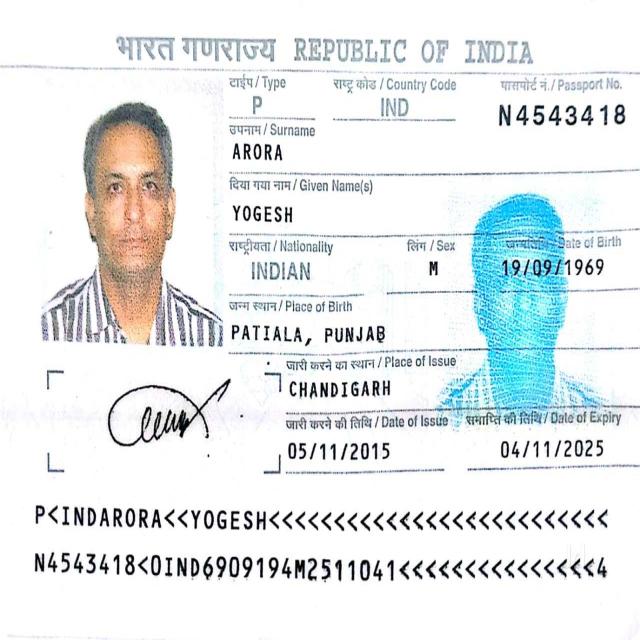 भारत गणराज्य REPUBLIC OF INDIA
टाईप / Type राष्ट्र कोड / Country Code पासपोर्ट नं. / Passport No.
P IND N4543418
उपनाम / Surname
ARORA
दिया गया नाम / Given Name(s)
YOGESH
राष्ट्रीयता / Nationality लिंग / Sex जन्मतिथि / Date of Birth
INDIAN M 19/09/1969
जन्म स्थान / Place of Birth
PATIALA, PUNJAB
जारी करने का स्थान / Place of Issue
CHANDIGARH
जारी करने की तिथि / Date of Issue समाप्ति की तिथि / Date of Expiry
05/11/2015 04/11/2025
P<INDARORA<<YOGESH<<<<<<<<<<<<<<<<<<<<<<<<<<
N4543418<0IND6909194M2511041<<<<<<<<<<<<<<<4